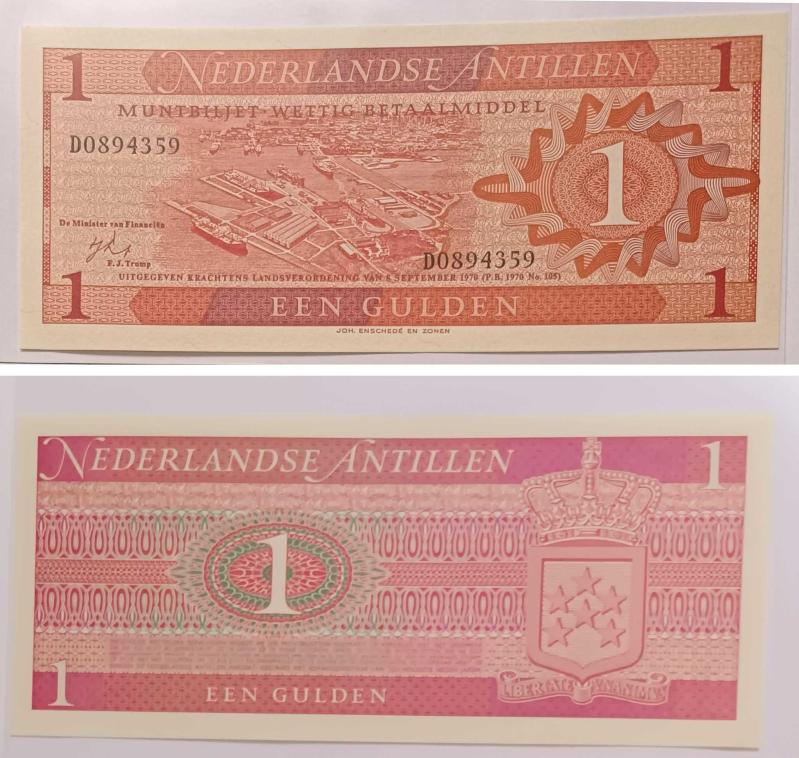 1 NEDERLANDSE ANTILLEN 1
MUNTBILJET·WETTIG BETAALMIDDEL
D0894359
1
De Minister van Financiën
F. J. Tromp
D0894359
UITGEGEVEN KRACHTENS LANDSVERORDENING VAN 8 SEPTEMBER 1970 (P.B. 1970 No. 105)
1 EEN GULDEN 1
JOH. ENSCHEDÉ EN ZONEN
NEDERLANDSE ANTILLEN 1
1
1 EEN GULDEN
LIBERTATE UNANIMUS